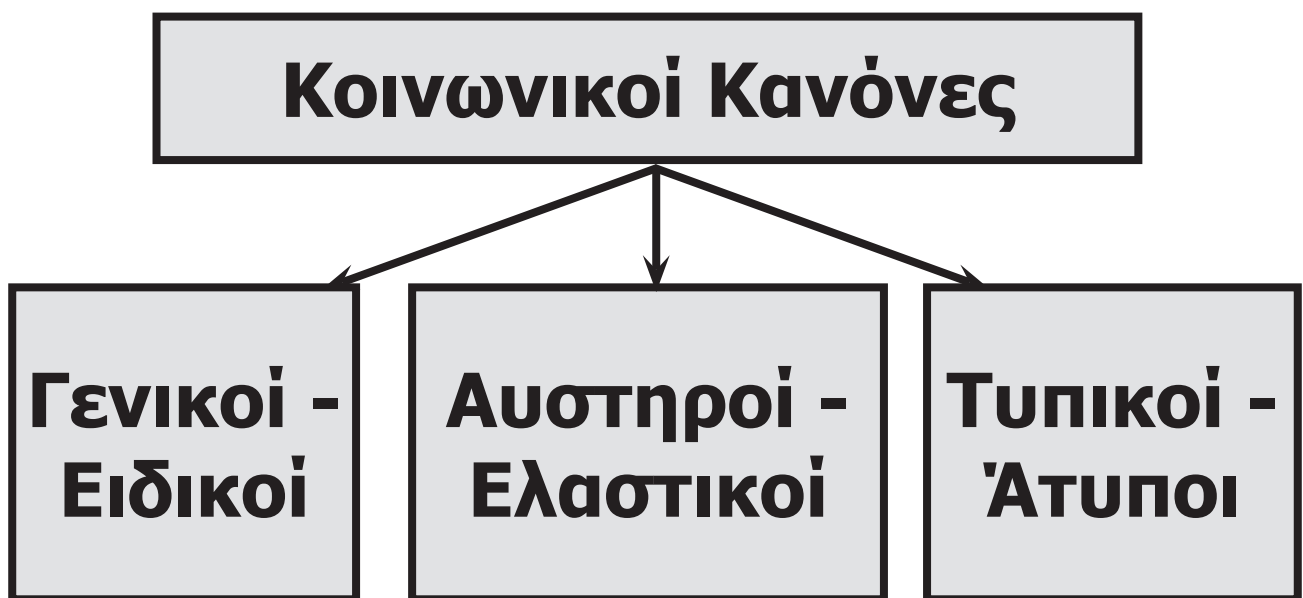 Κοινωνικοί Κανόνες
Γενικοί -
Ειδικοί
Αυστηροί -
Ελαστικοί
Τυπικοί -
Άτυποι